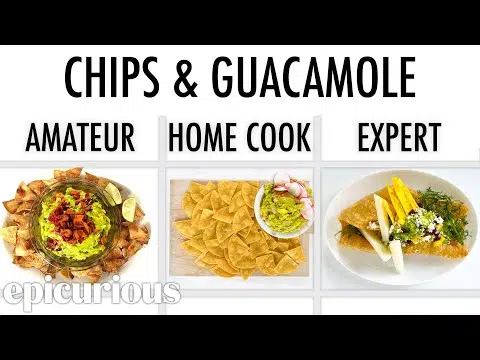 CHIPS & GUACAMOLE
AMATEUR
HOME COOK
EXPERT
epicurious